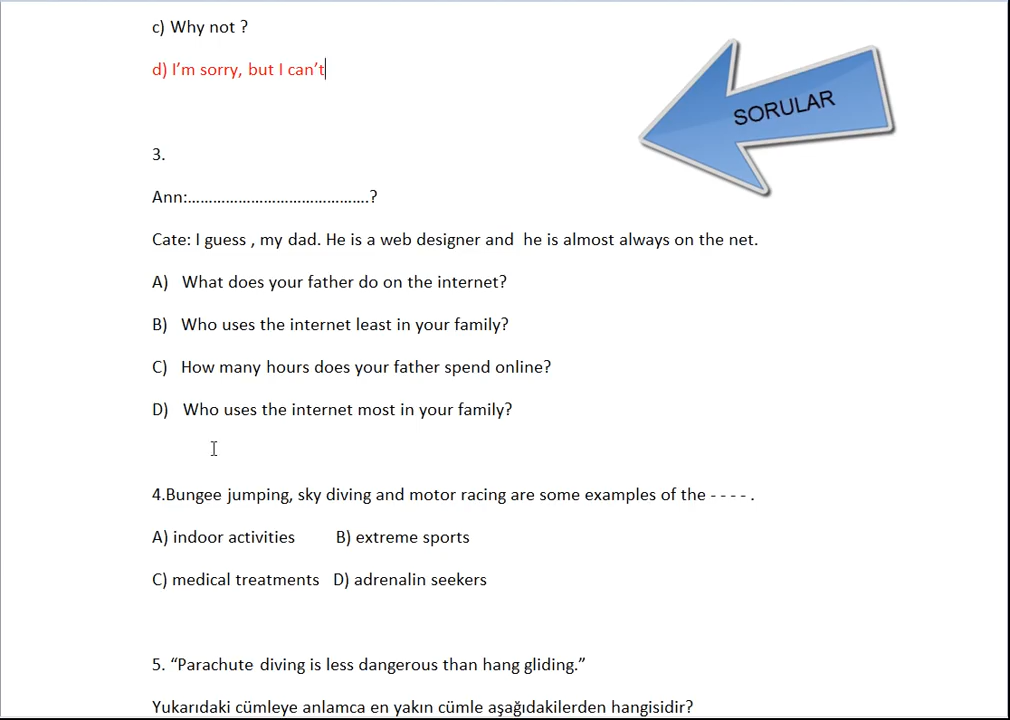 c) Why not ?
d) I’m sorry, but I can’t
SORULAR
3.
Ann:……………………………………….?
Cate: I guess , my dad. He is a web designer and  he is almost always on the net.
A)   What does your father do on the internet?
B)   Who uses the internet least in your family?
C)   How many hours does your father spend online?
D)   Who uses the internet most in your family?
4.Bungee jumping, sky diving and motor racing are some examples of the - - - - .
A) indoor activities         B) extreme sports
C) medical treatments   D) adrenalin seekers
5. “Parachute diving is less dangerous than hang gliding.”
Yukarıdaki cümleye anlamca en yakın cümle aşağıdakilerden hangisidir?